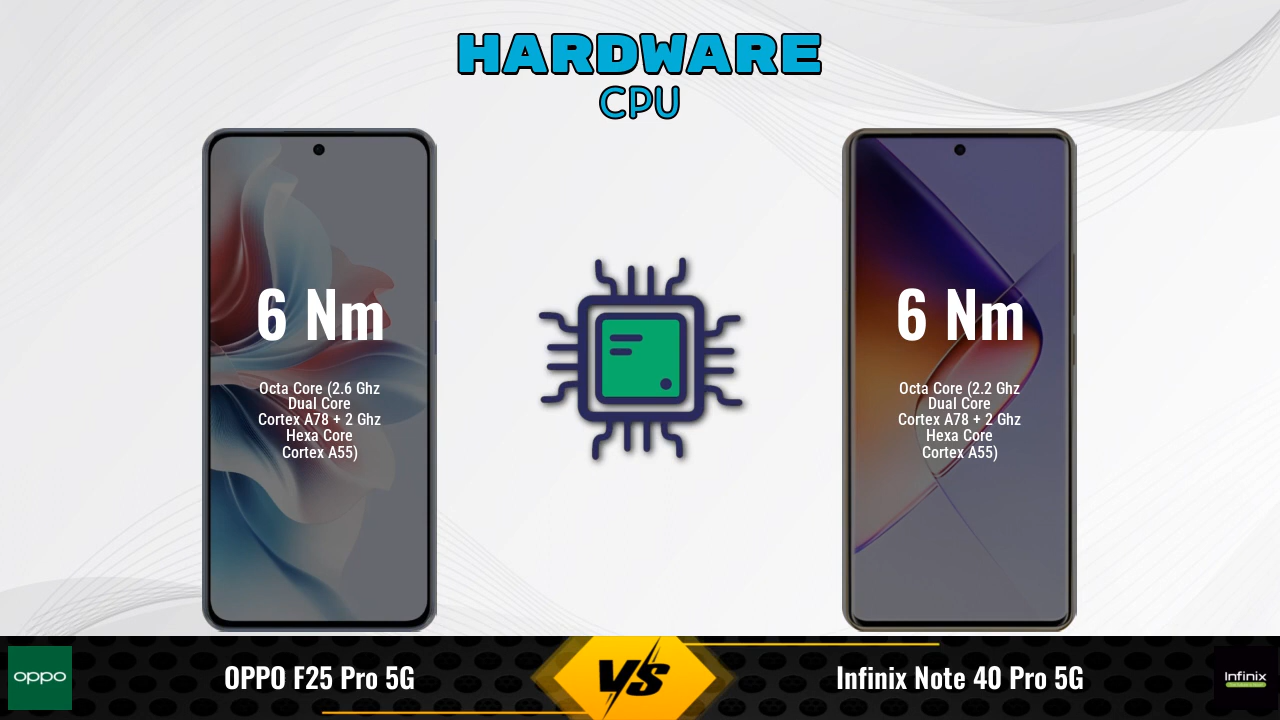 HARDWARE
CPU
6 Nm
Octa Core (2.6 Ghz
Dual Core
Cortex A78 + 2 Ghz
Hexa Core
Cortex A55)
6 Nm
Octa Core (2.2 Ghz
Dual Core
Cortex A78 + 2 Ghz
Hexa Core
Cortex A55)
oppo
OPPO F25 Pro 5G
VS
Infinix Note 40 Pro 5G
Infinix